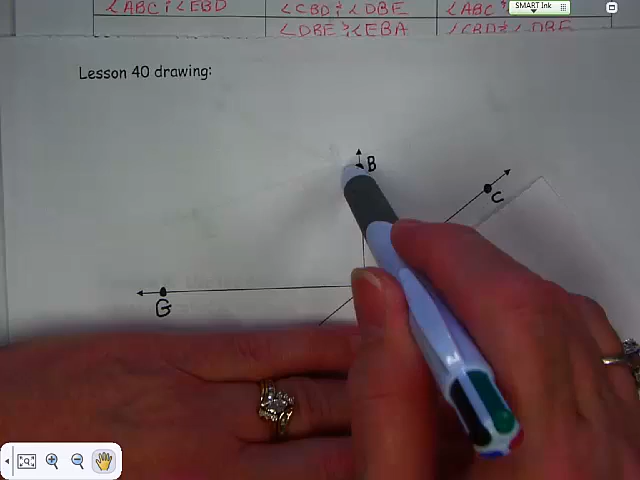 ∠ABC & ∠EBD ∠CBD & ∠DBE ∠ABC
SMART Ink
∠DBE & ∠EBA ∠CBD & ∠DBE
Lesson 40 drawing:
B
C
G